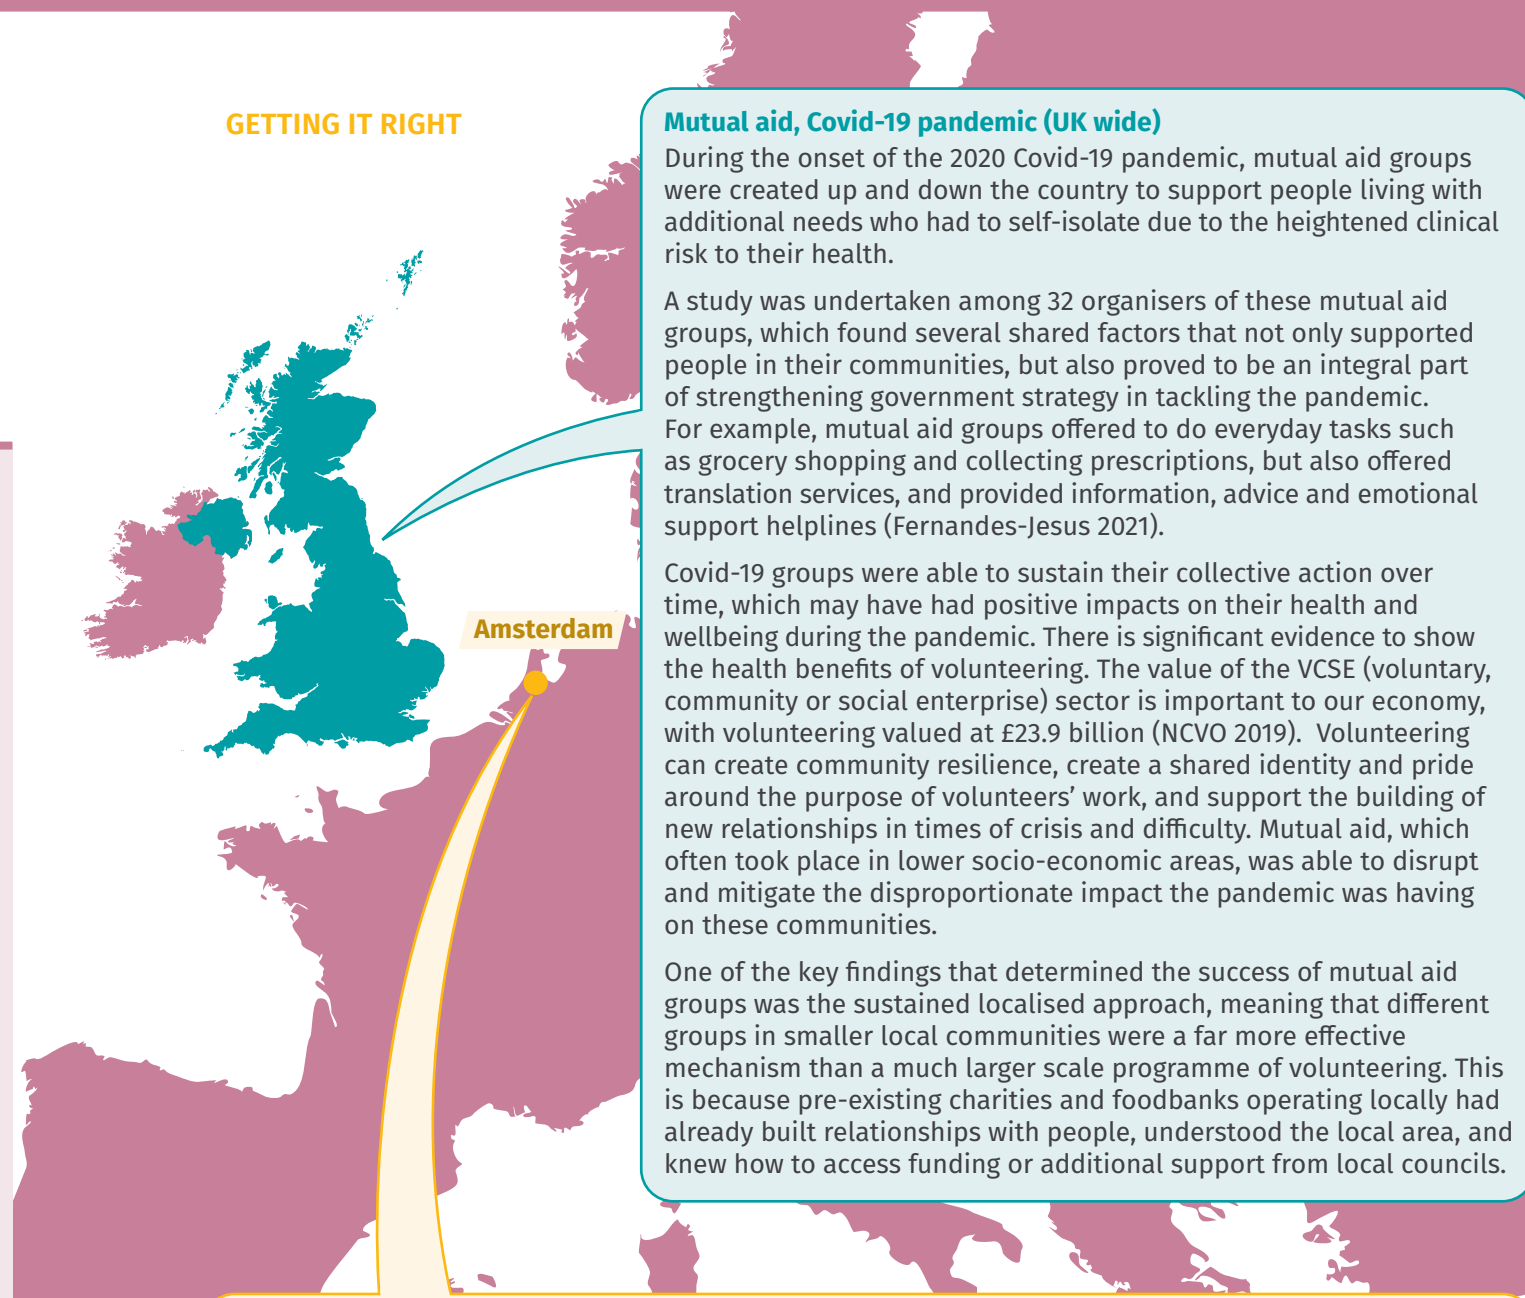 GETTING IT RIGHT
Mutual aid, Covid-19 pandemic (UK wide)
During the onset of the 2020 Covid-19 pandemic, mutual aid groups
were created up and down the country to support people living with
additional needs who had to self-isolate due to the heightened clinical
risk to their health.
A study was undertaken among 32 organisers of these mutual aid
groups, which found several shared factors that not only supported
people in their communities, but also proved to be an integral part
of strengthening government strategy in tackling the pandemic.
For example, mutual aid groups offered to do everyday tasks such
as grocery shopping and collecting prescriptions, but also offered
translation services, and provided information, advice and emotional
support helplines (Fernandes-Jesus 2021).
Covid-19 groups were able to sustain their collective action over
time, which may have had positive impacts on their health and
wellbeing during the pandemic. There is significant evidence to show
the health benefits of volunteering. The value of the VCSE (voluntary,
community or social enterprise) sector is important to our economy,
with volunteering valued at £23.9 billion (NCVO 2019).  Volunteering
can create community resilience, create a shared identity and pride
around the purpose of volunteers’ work, and support the building of
new relationships in times of crisis and difficulty. Mutual aid, which
often took place in lower socio-economic areas, was able to disrupt
and mitigate the disproportionate impact the pandemic was having
on these communities.
One of the key findings that determined the success of mutual aid
groups was the sustained localised approach, meaning that different
groups in smaller local communities were a far more effective
mechanism than a much larger scale programme of volunteering. This
is because pre-existing charities and foodbanks operating locally had
already built relationships with people, understood the local area, and
knew how to access funding or additional support from local councils.
Amsterdam